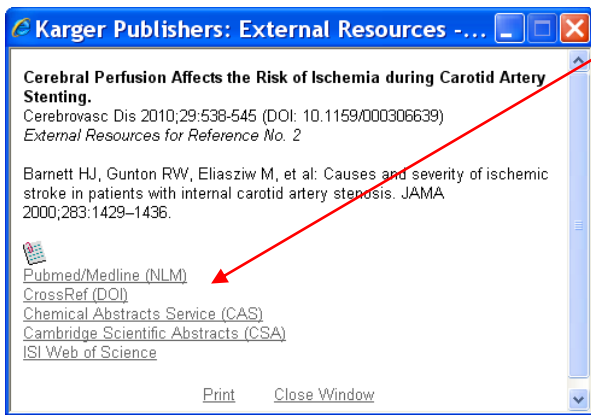 Karger Publishers: External Resources -...
Cerebral Perfusion Affects the Risk of Ischemia during Carotid Artery
Stenting.
Cerebrovasc Dis 2010;29:538-545 (DOI: 10.1159/000306639)
External Resources for Reference No. 2
Barnett HJ, Gunton RW, Eliasziw M, et al: Causes and severity of ischemic
stroke in patients with internal carotid artery stenosis. JAMA
2000;283:1429–1436.
Pubmed/Medline (NLM)
CrossRef (DOI)
Chemical Abstracts Service (CAS)
Cambridge Scientific Abstracts (CSA)
ISI Web of Science
Print Close Window